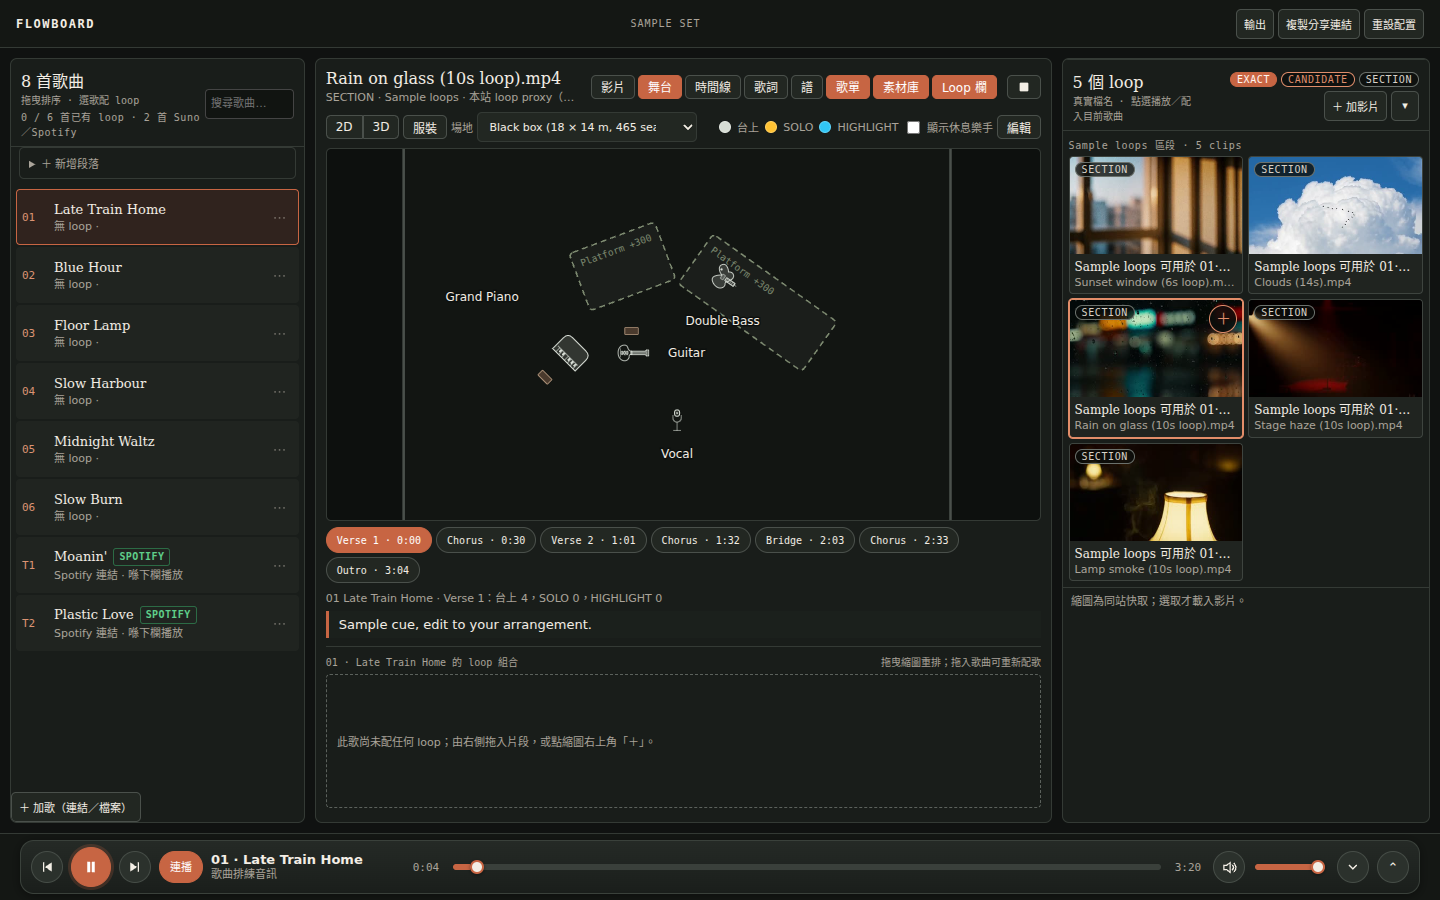 FLOWBOARD
SAMPLE SET
輸出
複製分享連結
重設配置
8 首歌曲
拖曳排序 · 選歌配 loop
0 / 6 首已有 loop · 2 首 Suno
／Spotify
搜尋歌曲…
▶ ＋ 新增段落
01
Late Train Home
無 loop ·
02
Blue Hour
無 loop ·
03
Floor Lamp
無 loop ·
04
Slow Harbour
無 loop ·
05
Midnight Waltz
無 loop ·
06
Slow Burn
無 loop ·
T1
Moanin' SPOTIFY
Spotify 連結 · 喺下欄播放
T2
Plastic Love SPOTIFY
Spotify 連結 · 喺下欄播放
＋ 加歌（連結／檔案）
Rain on glass (10s loop).mp4
SECTION · Sample loops · 本站 loop proxy（...
影片
舞台
時間線
歌詞
譜
歌單
素材庫
Loop 欄
2D
3D
服裝
場地
Black box (18 × 14 m, 465 sea
台上
SOLO
HIGHLIGHT
顯示休息樂手
編輯
Platform +300
Platform +300
Grand Piano
Double Bass
Guitar
Vocal
Verse 1 · 0:00
Chorus · 0:30
Verse 2 · 1:01
Chorus · 1:32
Bridge · 2:03
Chorus · 2:33
Outro · 3:04
01 Late Train Home · Verse 1：台上 4，SOLO 0，HIGHLIGHT 0
Sample cue, edit to your arrangement.
01 · Late Train Home 的 loop 組合
拖曳縮圖重排；拖入歌曲可重新配歌
此歌尚未配任何 loop；由右側拖入片段，或點縮圖右上角「＋」。
5 個 loop
真實檔名 · 點選播放／配
入目前歌曲
EXACT
CANDIDATE
SECTION
＋ 加影片
Sample loops 區段 · 5 clips
SECTION
Sample loops 可用於 01·...
Sunset window (6s loop).m...
SECTION
Sample loops 可用於 01·...
Clouds (14s).mp4
SECTION
Sample loops 可用於 01·...
Rain on glass (10s loop).mp4
SECTION
Sample loops 可用於 01·...
Stage haze (10s loop).mp4
SECTION
Sample loops 可用於 01·...
Lamp smoke (10s loop).mp4
縮圖為同站快取；選取才載入影片。
連播
01 · Late Train Home
歌曲排練音訊
0:04
3:20